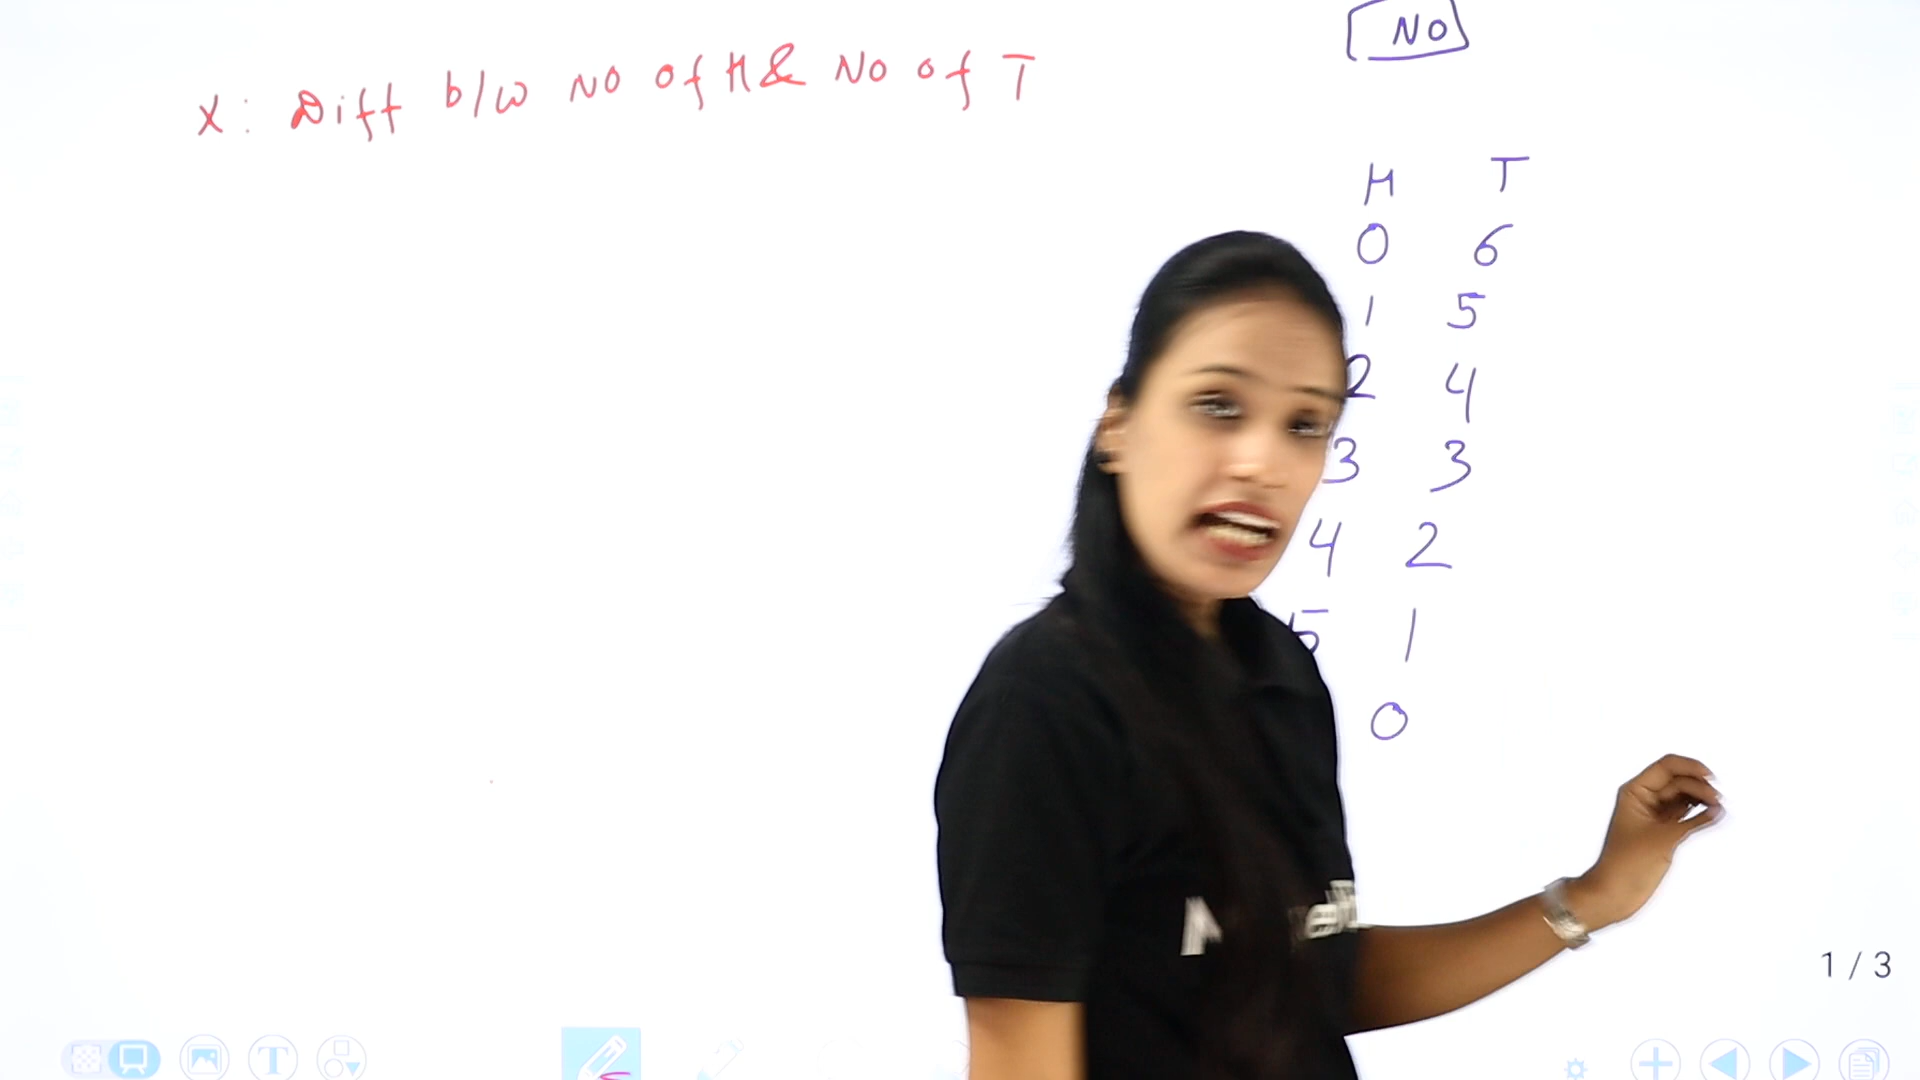 NO
X: Diff b/w NO of H & NO of T
H T
0 6
1 5
2 4
3 3
4 2
5 1
0
1 / 3